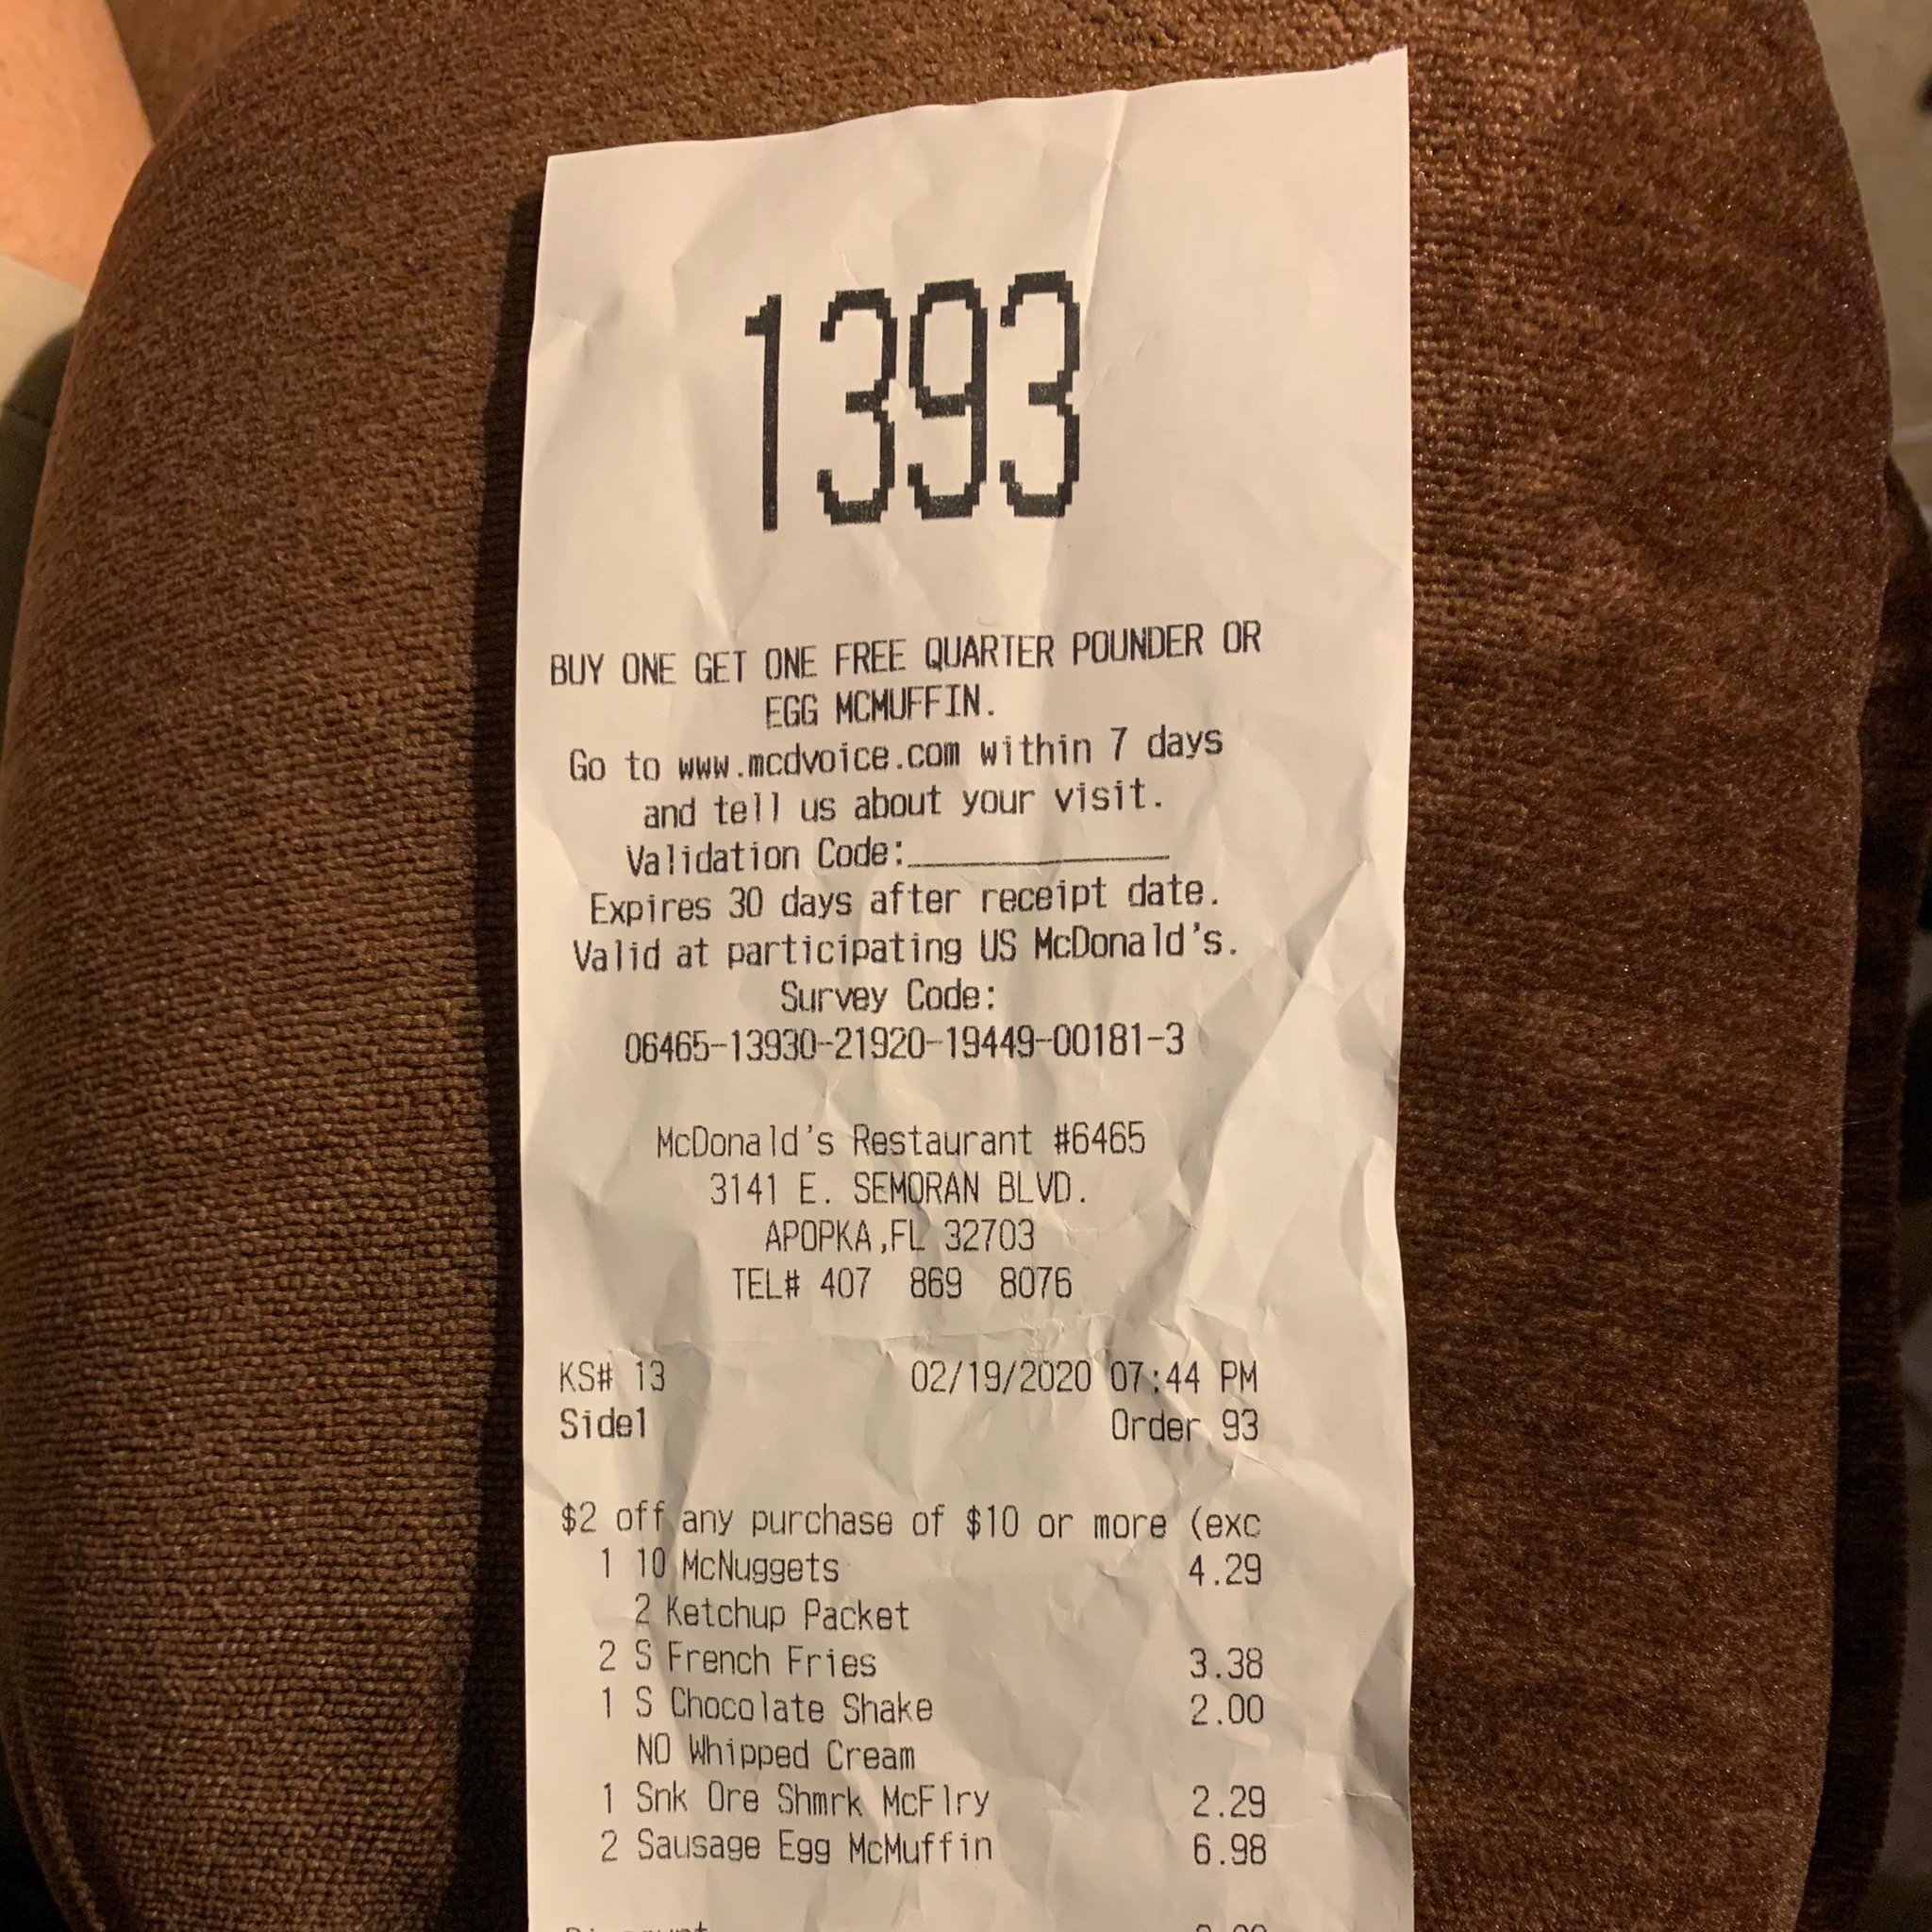 1393
BUY ONE GET ONE FREE QUARTER POUNDER OR
EGG MCMUFFIN.
Go to www.mcdvoice.com within 7 days
and tell us about your visit.
Validation Code:______________
Expires 30 days after receipt date.
Valid at participating US McDonald's.
Survey Code:
06465-13930-21920-19449-00181-3
McDonald's Restaurant #6465
3141 E. SEMORAN BLVD.
APOPKA,FL 32703
TEL# 407 869 8076
KS# 13 02/19/2020 07:44 PM
Side1 Order 93
$2 off any purchase of $10 or more (exc
1 10 McNuggets 4.29
2 Ketchup Packet
2 S French Fries 3.38
1 S Chocolate Shake 2.00
NO Whipped Cream
1 Snk Ore Shmrk McFlry 2.29
2 Sausage Egg McMuffin 6.98